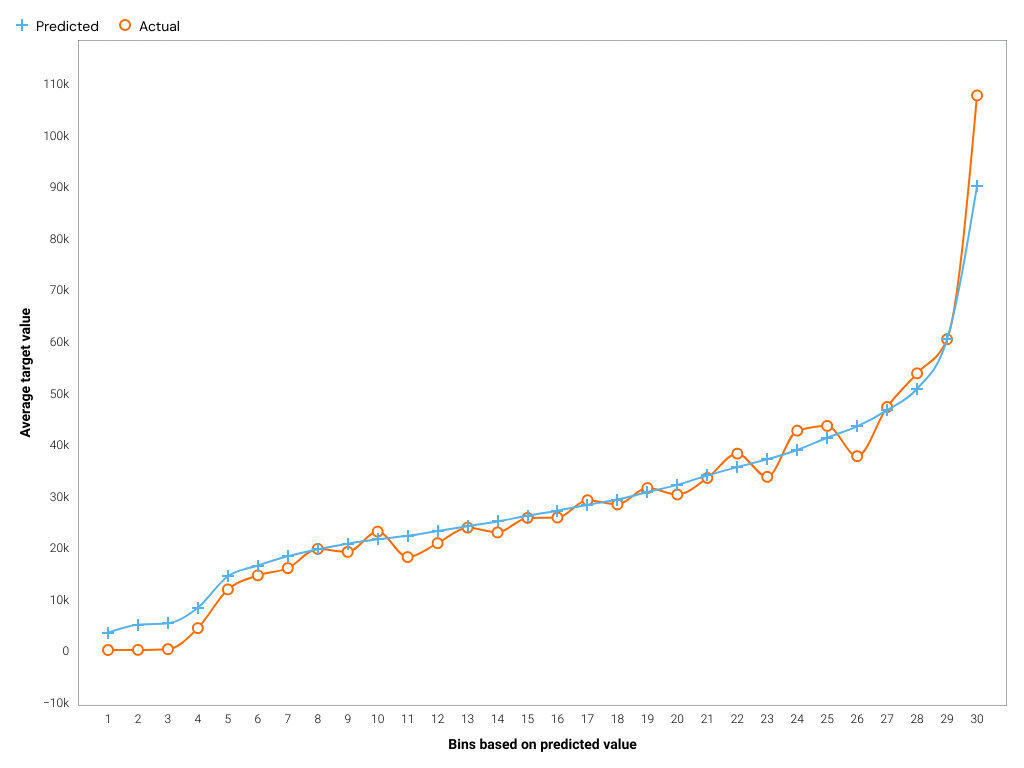 Predicted Actual
110k
100k
90k
80k
70k
60k
50k
40k
30k
20k
10k
0
−10k
Average target value
1 2 3 4 5 6 7 8 9 10 11 12 13 14 15 16 17 18 19 20 21 22 23 24 25 26 27 28 29 30
Bins based on predicted value